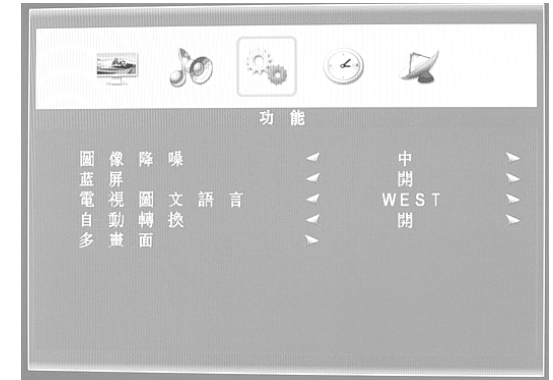 功能
圖像降噪 中
蓝屏 開
電視圖文語言 WEST
自動轉換 開
多畫面